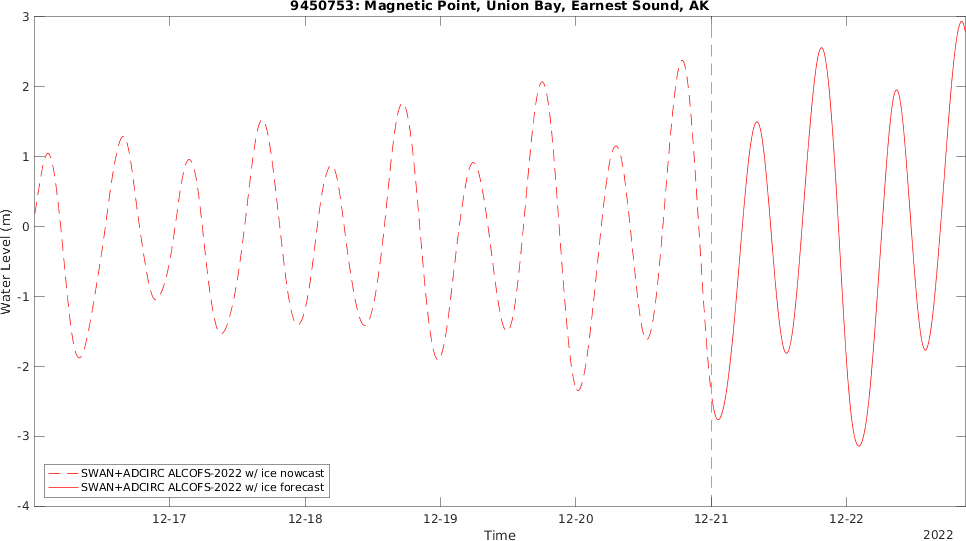 9450753: Magnetic Point, Union Bay, Earnest Sound, AK
3
2
1
0
-1
-2
-3
-4
Water Level (m)
SWAN+ADCIRC ALCOFS-2022 w/ ice nowcast
SWAN+ADCIRC ALCOFS-2022 w/ ice forecast
12-17 12-18 12-19 12-20 12-21 12-22
Time
2022